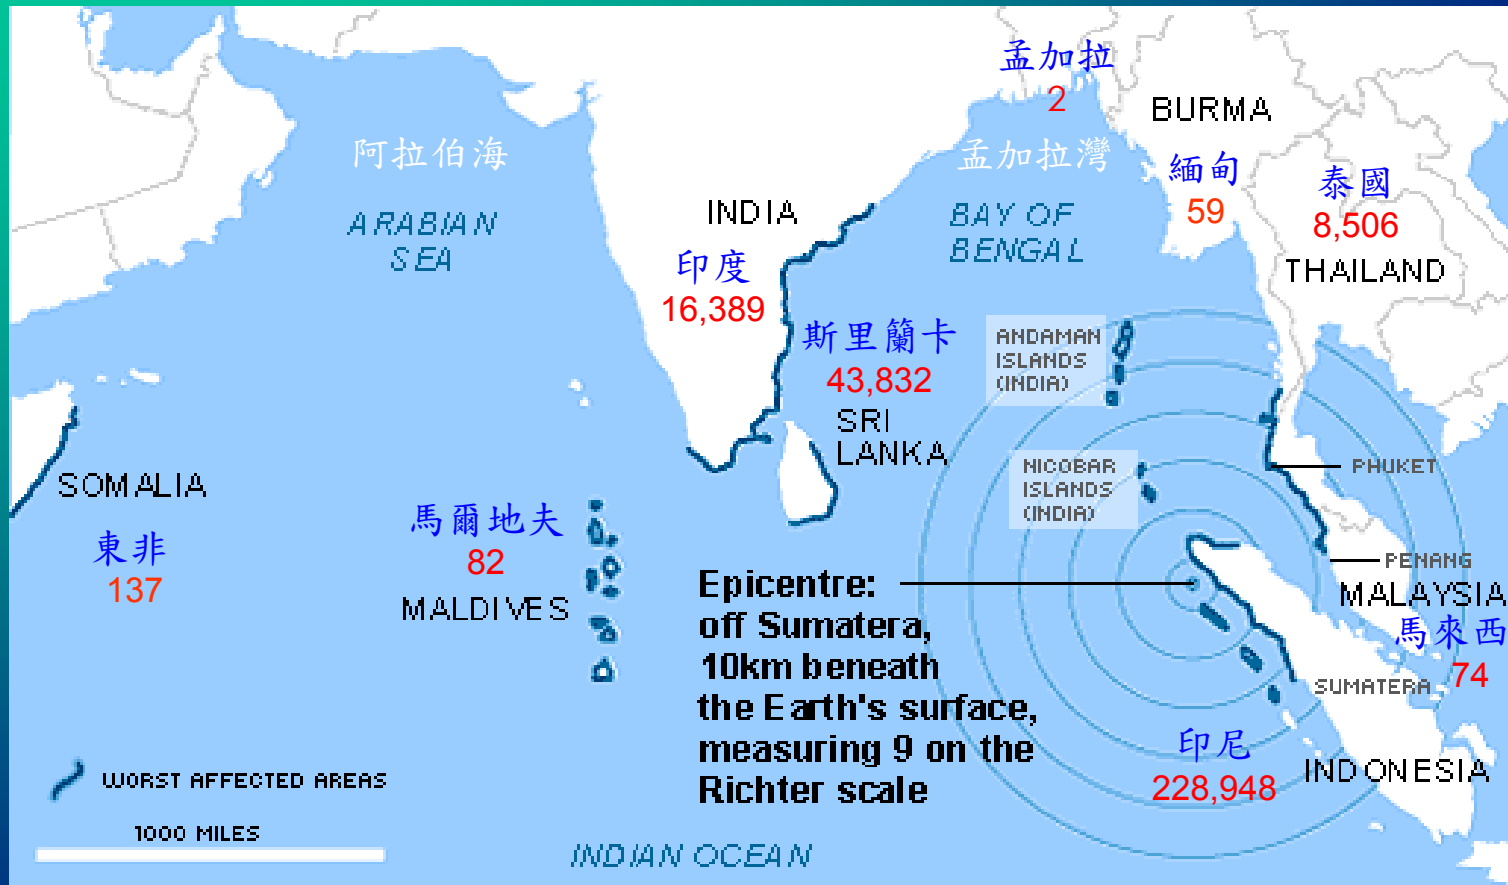 孟加拉
2
BURMA
緬甸
59
泰國
8,506
THAILAND
阿拉伯海
ARABIAN
SEA
孟加拉灣
BAY OF
BENGAL
INDIA
印度
16,389
斯里蘭卡
43,832
SRI
LANKA
ANDAMAN
ISLANDS
(INDIA)
NICOBAR
ISLANDS
(INDIA)
PHUKET
PENANG
MALAYSIA
馬來西
74
SOMALIA
東非
137
馬爾地夫
82
MALDIVES
Epicentre:
off Sumatera,
10km beneath
the Earth's surface,
measuring 9 on the
Richter scale
SUMATERA
印尼
228,948
INDONESIA
WORST AFFECTED AREAS
1000 MILES
INDIAN OCEAN